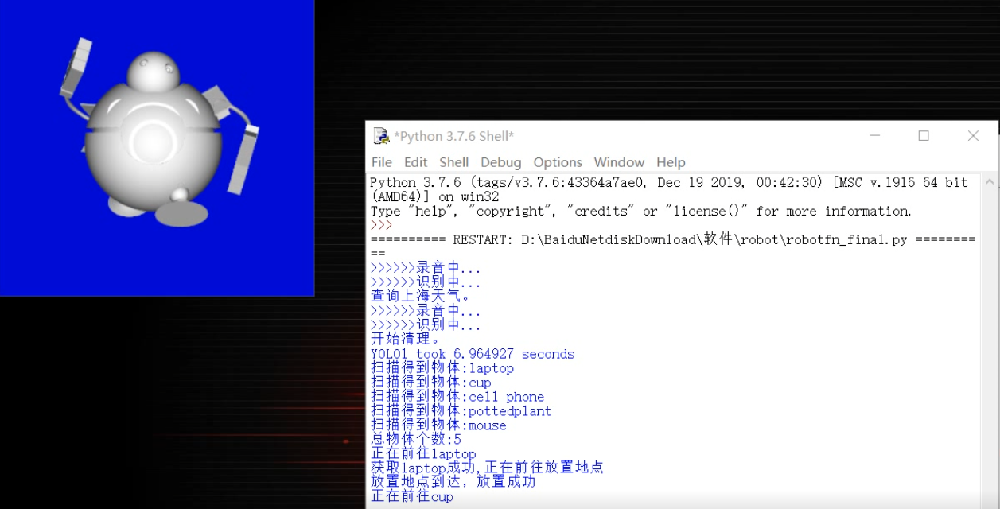 *Python 3.7.6 Shell*
File Edit Shell Debug Options Window Help
Python 3.7.6 (tags/v3.7.6:43364a7ae0, Dec 19 2019, 00:42:30) [MSC v.1916 64 bit
(AMD64)] on win32
Type "help", "copyright", "credits" or "license()" for more information.
>>>
========== RESTART: D:\BaiduNetdiskDownload\软件\robot\robotfn_final.py ========
==
>>>>>>录音中...
>>>>>>识别中...
查询上海天气。
>>>>>>录音中...
>>>>>>识别中...
开始清理。
YOLO1 took 6.964927 seconds
扫描得到物体:laptop
扫描得到物体:cup
扫描得到物体:cell phone
扫描得到物体:pottedplant
扫描得到物体:mouse
总物体个数:5
正在前往laptop
获取laptop成功,正在前往放置地点
放置地点到达，放置成功
正在前往cup